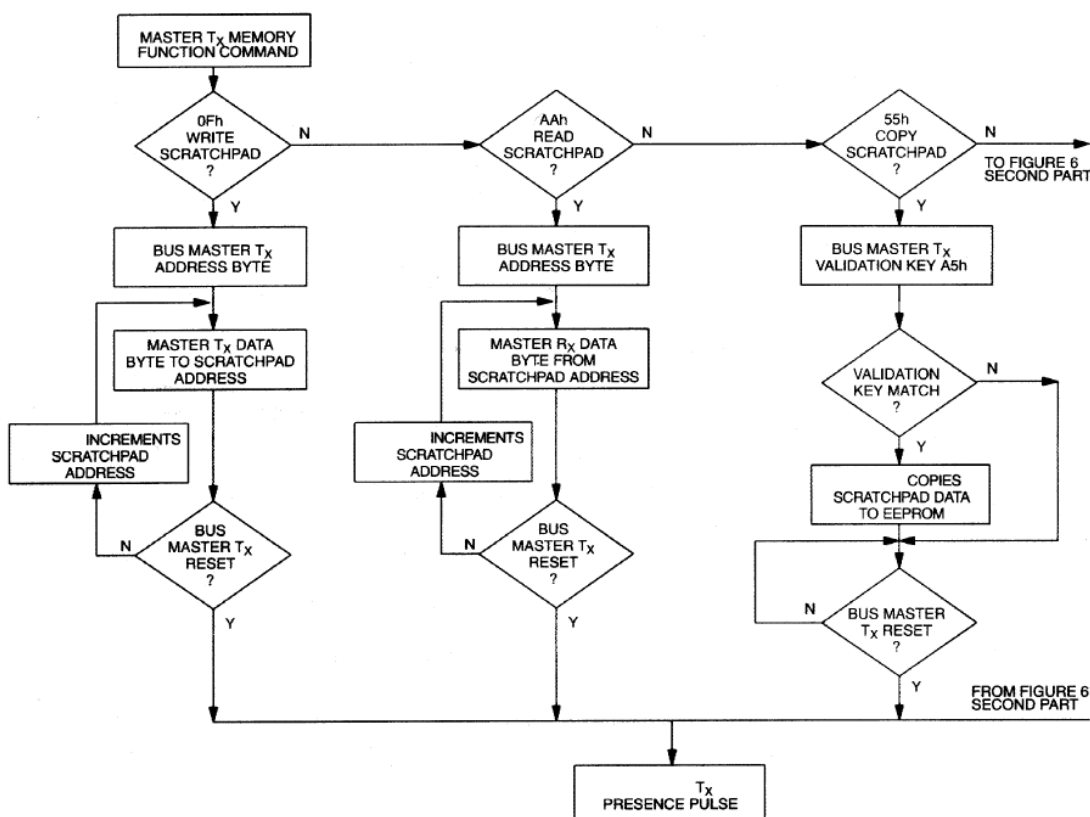 MASTER TX MEMORY
FUNCTION COMMAND
0Fh
WRITE
SCRATCHPAD
?
N
Y
AAh
READ
SCRATCHPAD
?
N
Y
55h
COPY
SCRATCHPAD
?
N
Y
TO FIGURE 6
SECOND PART
BUS MASTER TX
ADDRESS BYTE
BUS MASTER TX
ADDRESS BYTE
BUS MASTER TX
VALIDATION KEY A5h
MASTER TX DATA
BYTE TO SCRATCHPAD
ADDRESS
MASTER RX DATA
BYTE FROM
SCRATCHPAD ADDRESS
VALIDATION
KEY MATCH
?
N
Y
INCREMENTS
SCRATCHPAD
ADDRESS
INCREMENTS
SCRATCHPAD
ADDRESS
COPIES
SCRATCHPAD DATA
TO EEPROM
BUS
MASTER TX
RESET
?
N
Y
BUS
MASTER TX
RESET
?
N
Y
BUS MASTER
TX RESET
?
N
Y
FROM FIGURE 6
SECOND PART
TX
PRESENCE PULSE